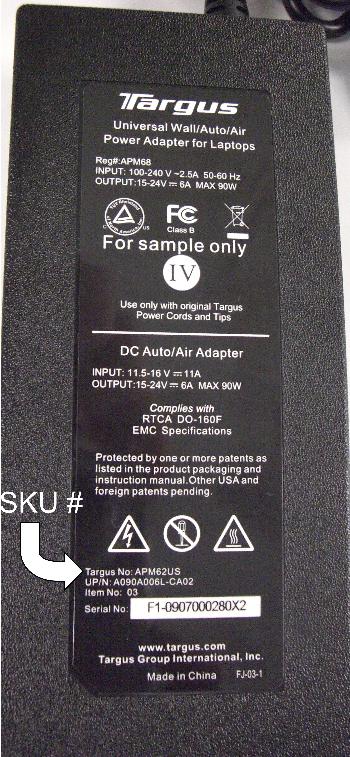 Targus
Universal Wall/Auto/Air
Power Adapter for Laptops
Reg#:APM68
INPUT: 100-240 V ~2.5A 50-60 Hz
OUTPUT:15-24V ⎓ 6A MAX 90W
C US
FC
Class B
For sample only
IV
Use only with original Targus
Power Cords and Tips
DC Auto/Air Adapter
INPUT: 11.5-16 V ⎓ 11A
OUTPUT:15-24V ⎓ 6A MAX 90W
Complies with
RTCA DO-160F
EMC Specifications
Protected by one or more patents as
listed in the product packaging and
instruction manual.Other USA and
foreign patents pending.
SKU #
Targus No: APM62US
UP/N: A090A006L-CA02
Item No: 03
Serial No: F1-0907000280X2
www.targus.com
Targus Group International, Inc.
Made in China FJ-03-1